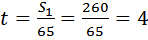 t = S₁/65 = 260/65 = 4